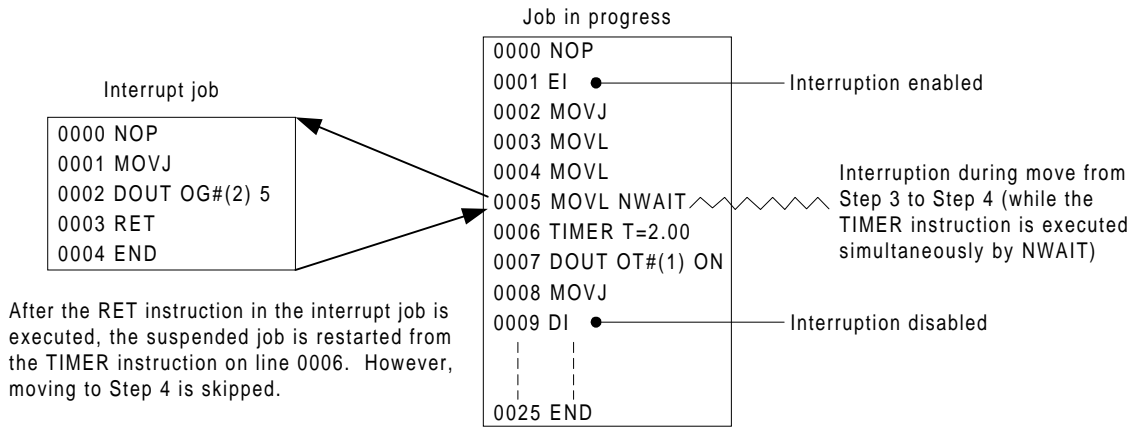 Job in progress
0000 NOP
0001 EI
Interruption enabled
0002 MOVJ
0003 MOVL
0004 MOVL
0005 MOVL NWAIT
0006 TIMER T=2.00
0007 DOUT OT#(1) ON
0008 MOVJ
0009 DI
Interruption disabled
0025 END
Interruption during move from
Step 3 to Step 4 (while the
TIMER instruction is executed
simultaneously by NWAIT)
Interrupt job
0000 NOP
0001 MOVJ
0002 DOUT OG#(2) 5
0003 RET
0004 END
After the RET instruction in the interrupt job is
executed, the suspended job is restarted from
the TIMER instruction on line 0006.  However,
moving to Step 4 is skipped.